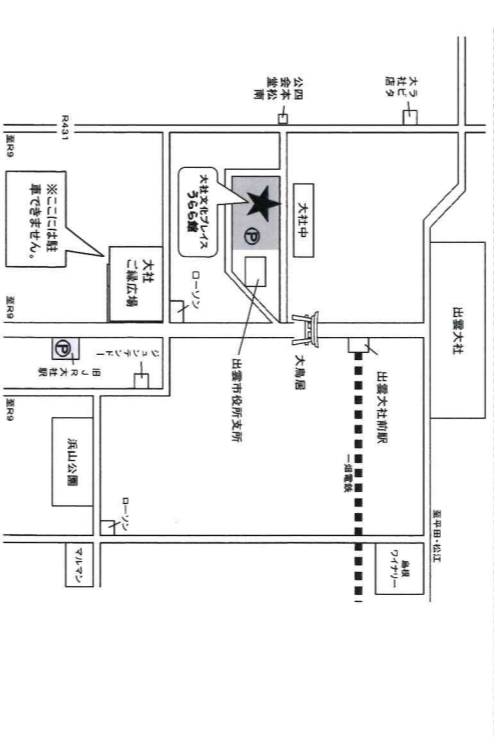 出雲大社
至平田・松江
島根
ワイナリー
出雲大社前駅
一畑電鉄
大鳥居
大社中
ラピタ
大社店
四本松南
公会堂
大社文化プレイス
うらら館
Ⓟ
出雲市役所支所
ローソン
大社
ご縁広場
※ここには駐
車できません。
R431
至R9
至R9
ジュンテンドー
旧JR大社駅
Ⓟ
至R9
浜山公園
ローソン
マルマン